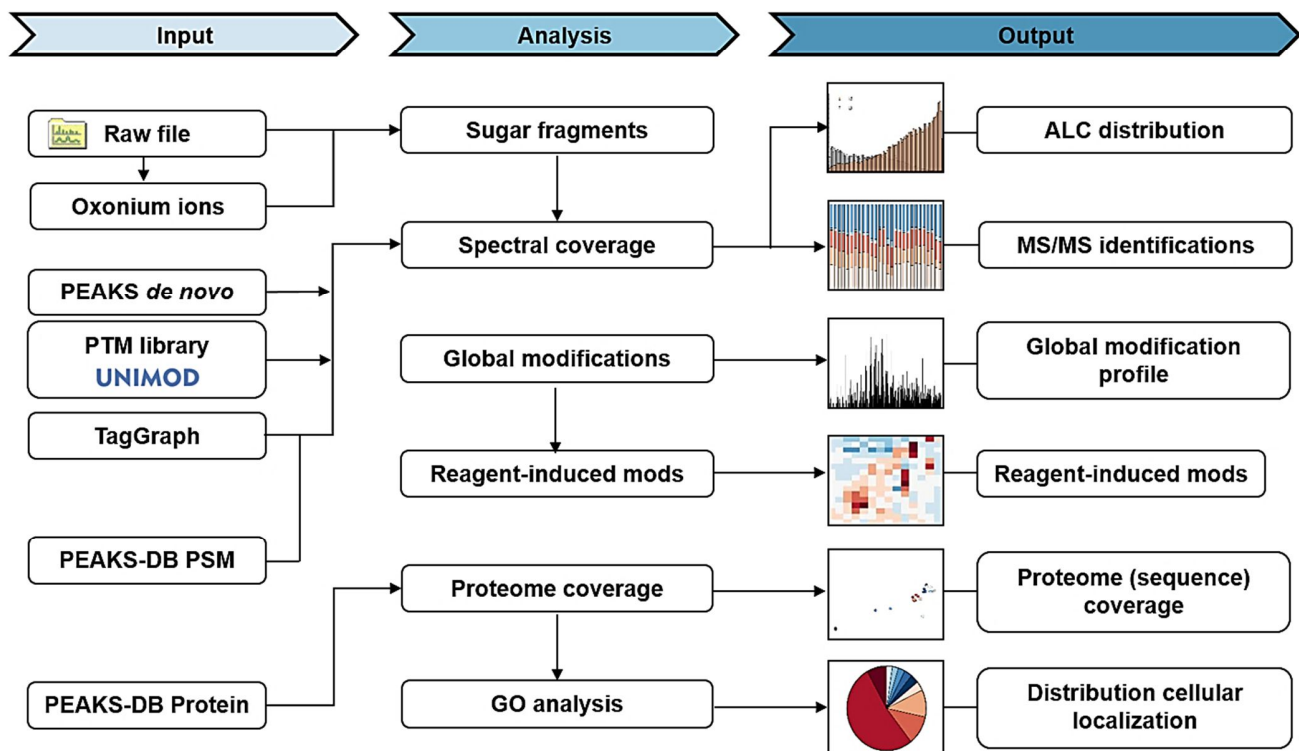 Input
Analysis
Output
Raw file
Oxonium ions
PEAKS de novo
PTM library
UNIMOD
TagGraph
PEAKS-DB PSM
PEAKS-DB Protein
Sugar fragments
Spectral coverage
Global modifications
Reagent-induced mods
Proteome coverage
GO analysis
ALC distribution
MS/MS identifications
Global modification
profile
Reagent-induced mods
Proteome (sequence)
coverage
Distribution cellular
localization